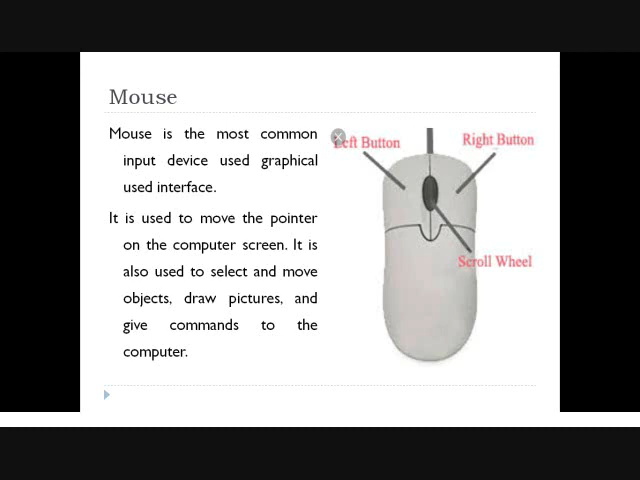 Mouse
Mouse is the most common
input device used graphical
used interface.
It is used to move the pointer
on the computer screen. It is
also used to select and move
objects, draw pictures, and
give commands to the
computer.
Left Button
Right Button
Scroll Wheel